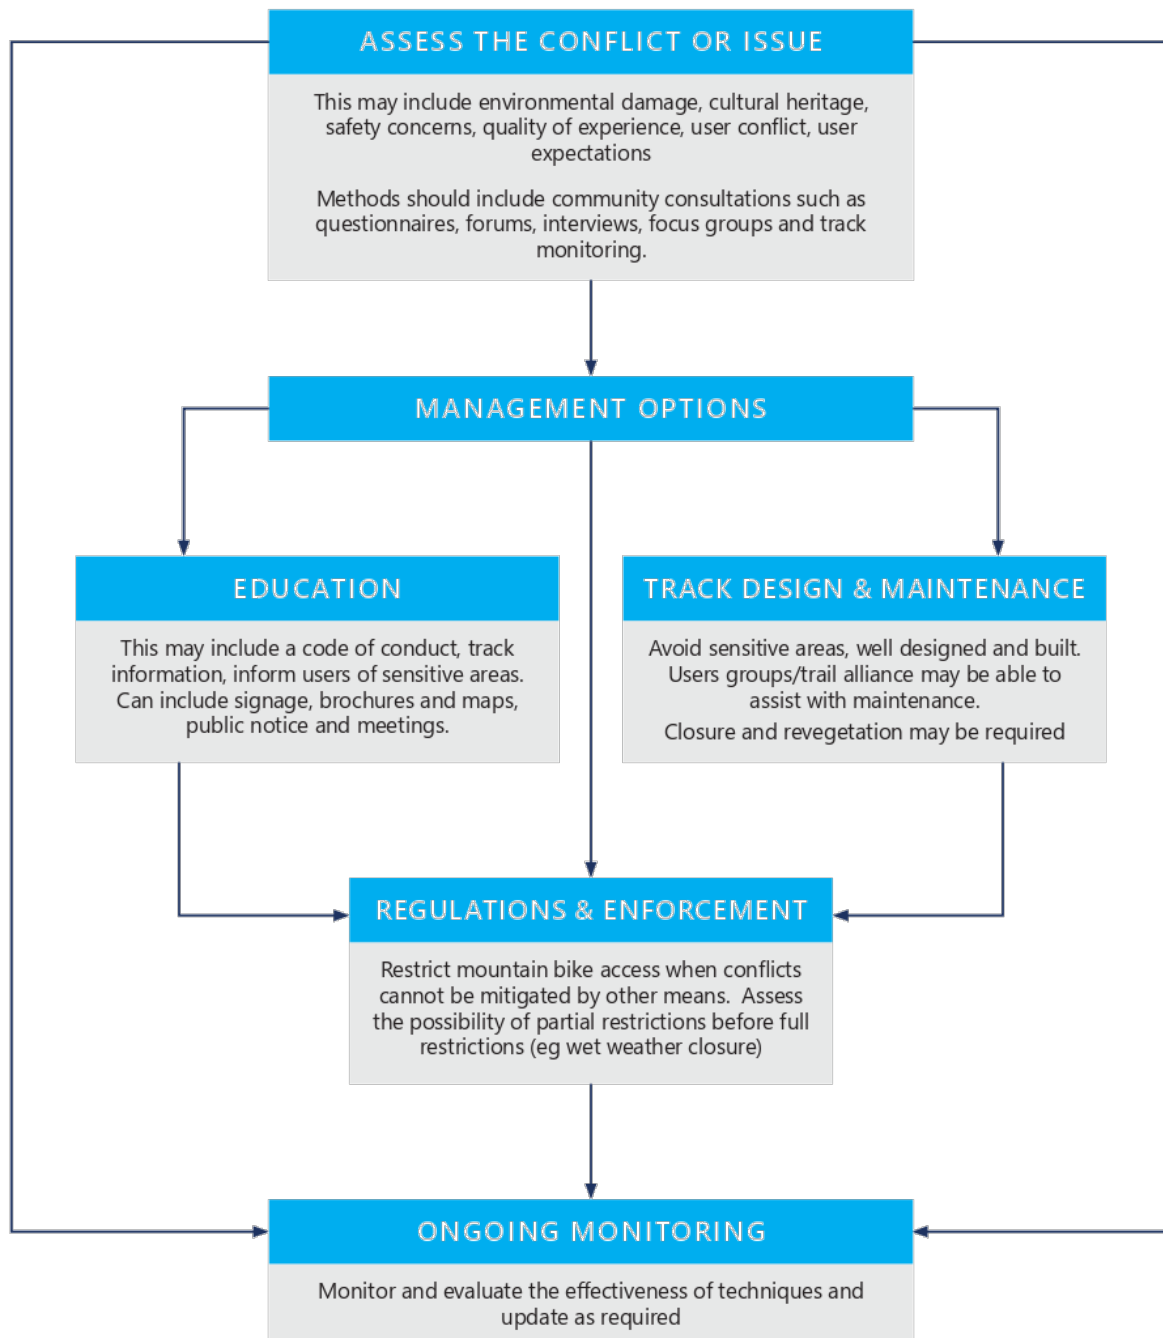 ASSESS THE CONFLICT OR ISSUE
This may include environmental damage, cultural heritage,
safety concerns, quality of experience, user conflict, user
expectations
Methods should include community consultations such as
questionnaires, forums, interviews, focus groups and track
monitoring.
MANAGEMENT OPTIONS
EDUCATION
This may include a code of conduct, track
information, inform users of sensitive areas.
Can include signage, brochures and maps,
public notice and meetings.
TRACK DESIGN & MAINTENANCE
Avoid sensitive areas, well designed and built.
Users groups/trail alliance may be able to
assist with maintenance.
Closure and revegetation may be required
REGULATIONS & ENFORCEMENT
Restrict mountain bike access when conflicts
cannot be mitigated by other means.  Assess
the possibility of partial restrictions before full
restrictions (eg wet weather closure)
ONGOING MONITORING
Monitor and evaluate the effectiveness of techniques and
update as required